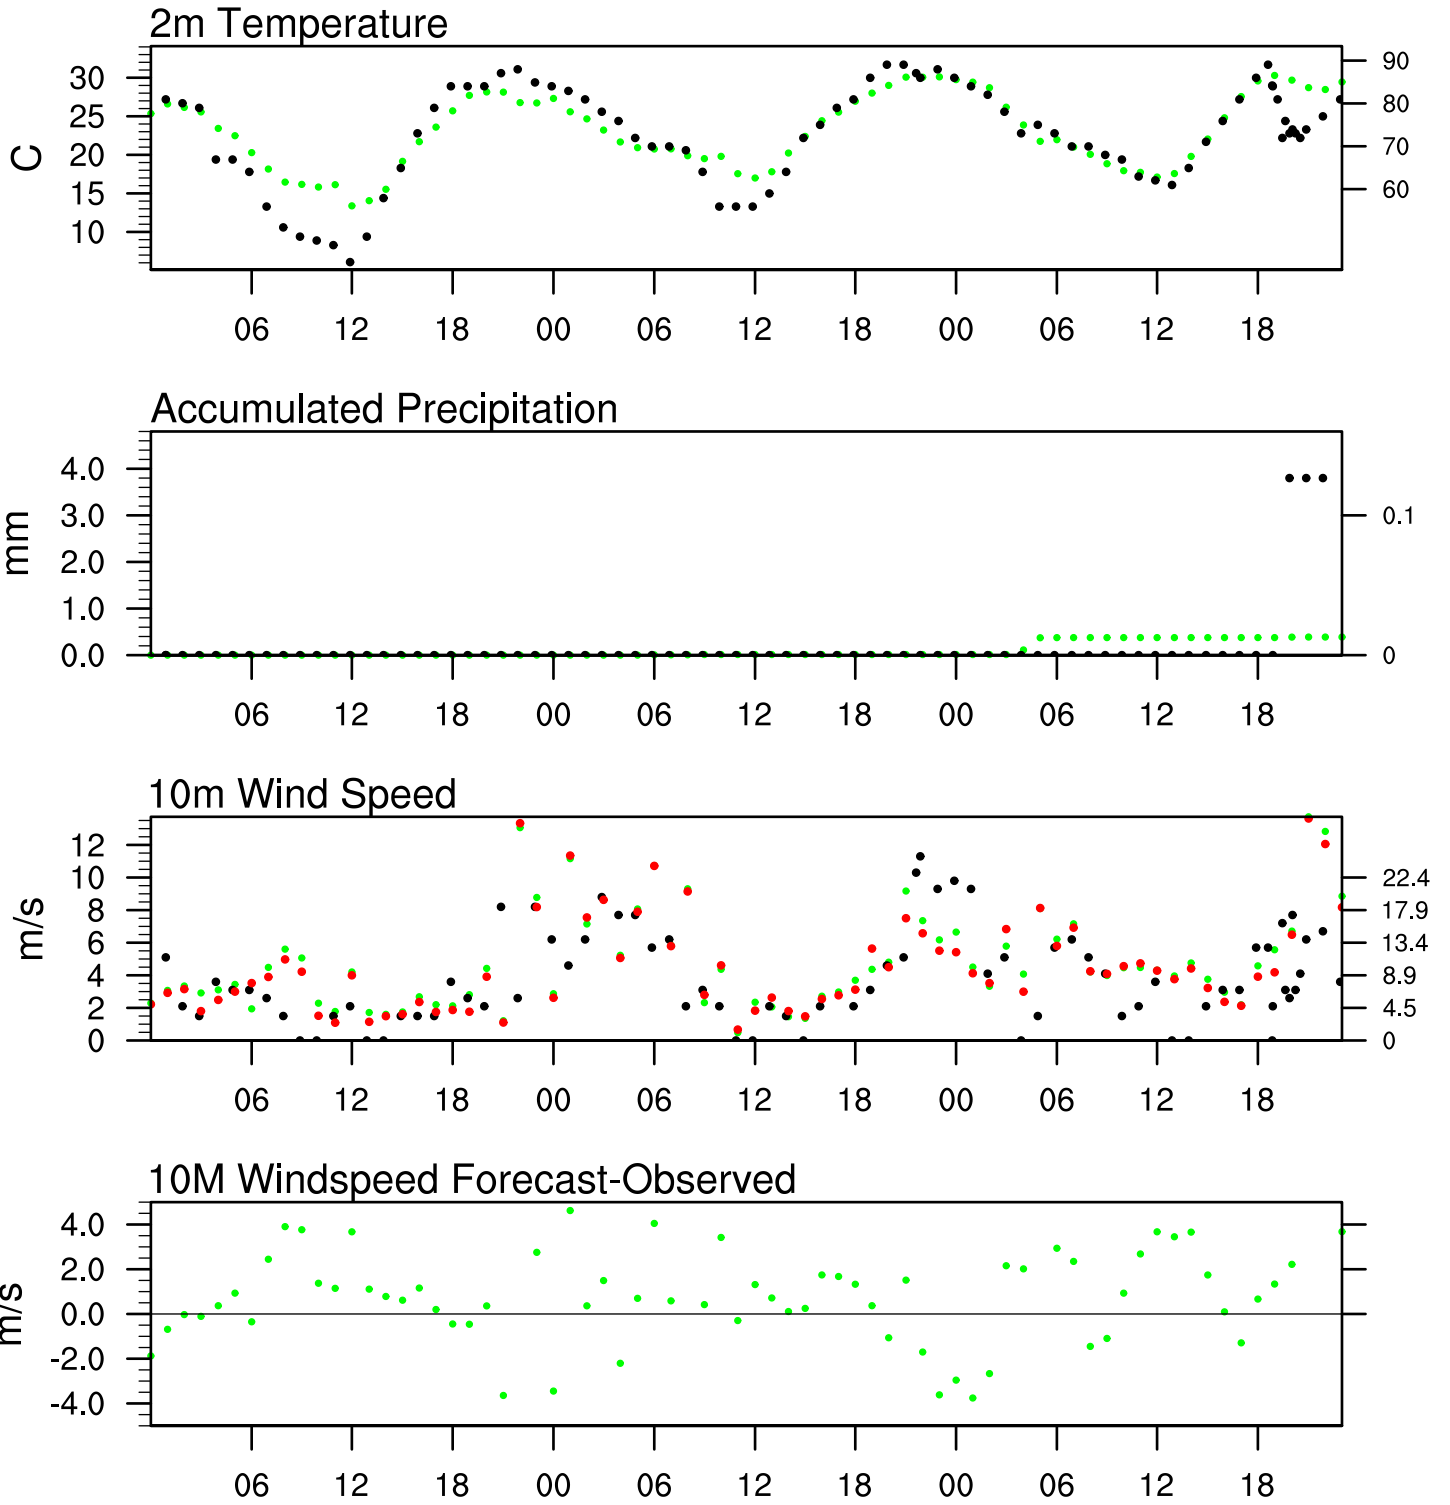 2m Temperature
C
30
25
20
15
10
90
80
70
60
06 12 18 00 06 12 18 00 06 12 18
Accumulated Precipitation
mm
4.0
3.0
2.0
1.0
0.0
0.1
0
06 12 18 00 06 12 18 00 06 12 18
10m Wind Speed
m/s
12
10
8
6
4
2
0
22.4
17.9
13.4
8.9
4.5
0
06 12 18 00 06 12 18 00 06 12 18
10M Windspeed Forecast-Observed
m/s
4.0
2.0
0.0
-2.0
-4.0
06 12 18 00 06 12 18 00 06 12 18